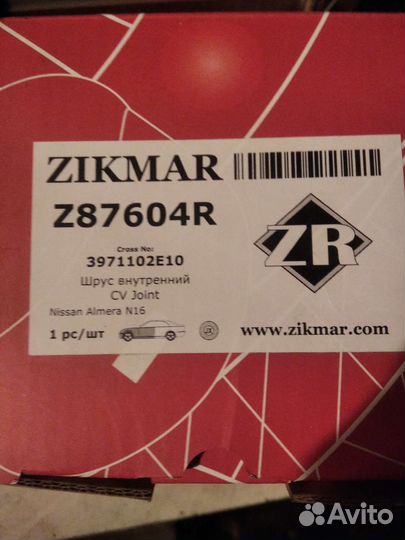 ZIKMAR
Z87604R
Cross No:
3971102E10
Шрус внутренний
CV Joint
Nissan Almera N16
1 pc/шт
ZR
www.zikmar.com
Avito